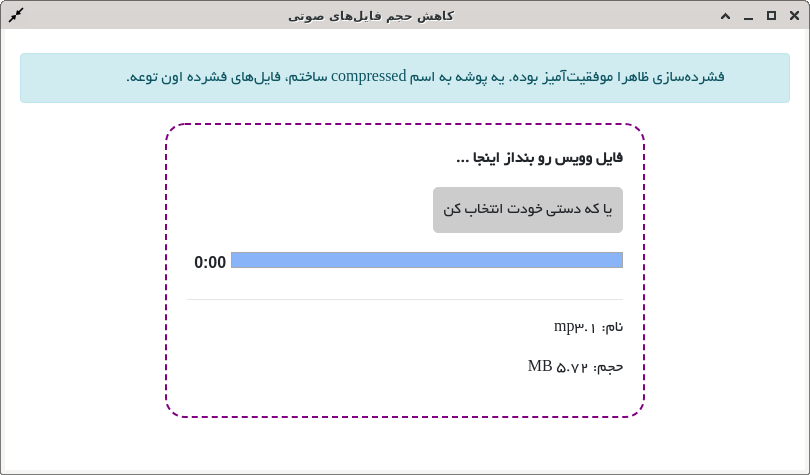 کاهش حجم فایل‌های صوتی
فشرده‌سازی ظاهرا موفقیت‌آمیز بوده. یه پوشه به اسم compressed ساختم، فایل‌های فشرده اون توعه.
فایل وویس رو بنداز اینجا ...
یا که دستی خودت انتخاب کن
0:00
نام: ۱.mp۳
حجم: ۵.۷۲ MB